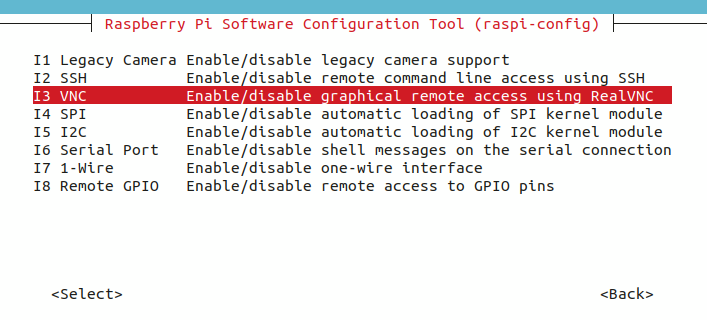 Raspberry Pi Software Configuration Tool (raspi-config)
I1 Legacy Camera Enable/disable legacy camera support
I2 SSH Enable/disable remote command line access using SSH
I3 VNC Enable/disable graphical remote access using RealVNC
I4 SPI Enable/disable automatic loading of SPI kernel module
I5 I2C Enable/disable automatic loading of I2C kernel module
I6 Serial Port Enable/disable shell messages on the serial connection
I7 1-Wire Enable/disable one-wire interface
I8 Remote GPIO Enable/disable remote access to GPIO pins
<Select> <Back>